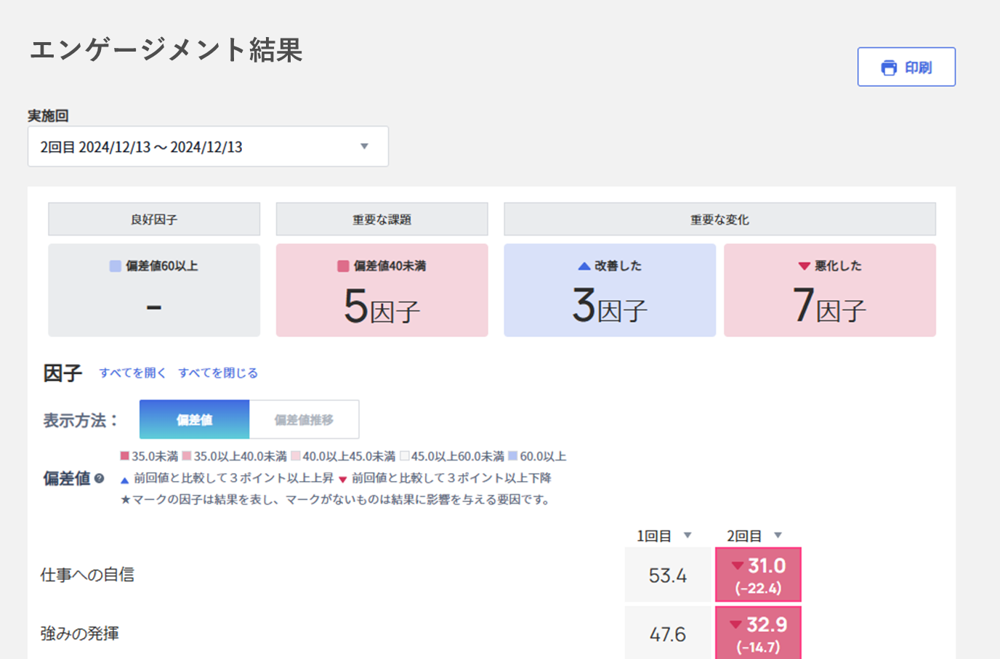 エンゲージメント結果
印刷
実施回
2回目 2024/12/13 ～ 2024/12/13
良好因子
重要な課題
重要な変化
偏差値60以上
偏差値40未満
▲ 改善した
▼ 悪化した
-
5因子
3因子
7因子
因子 すべてを開く すべてを閉じる
表示方法： 偏差値 偏差値推移
35.0未満 35.0以上40.0未満 40.0以上45.0未満 45.0以上60.0未満 60.0以上
偏差値 ?
▲ 前回値と比較して３ポイント以上上昇 ▼ 前回値と比較して３ポイント以上下降
★マークの因子は結果を表し、マークがないものは結果に影響を与える要因です。
1回目 ▼ 2回目 ▼
仕事への自信 53.4 ▼ 31.0
(−22.4)
強みの発揮 47.6 ▼ 32.9
(−14.7)